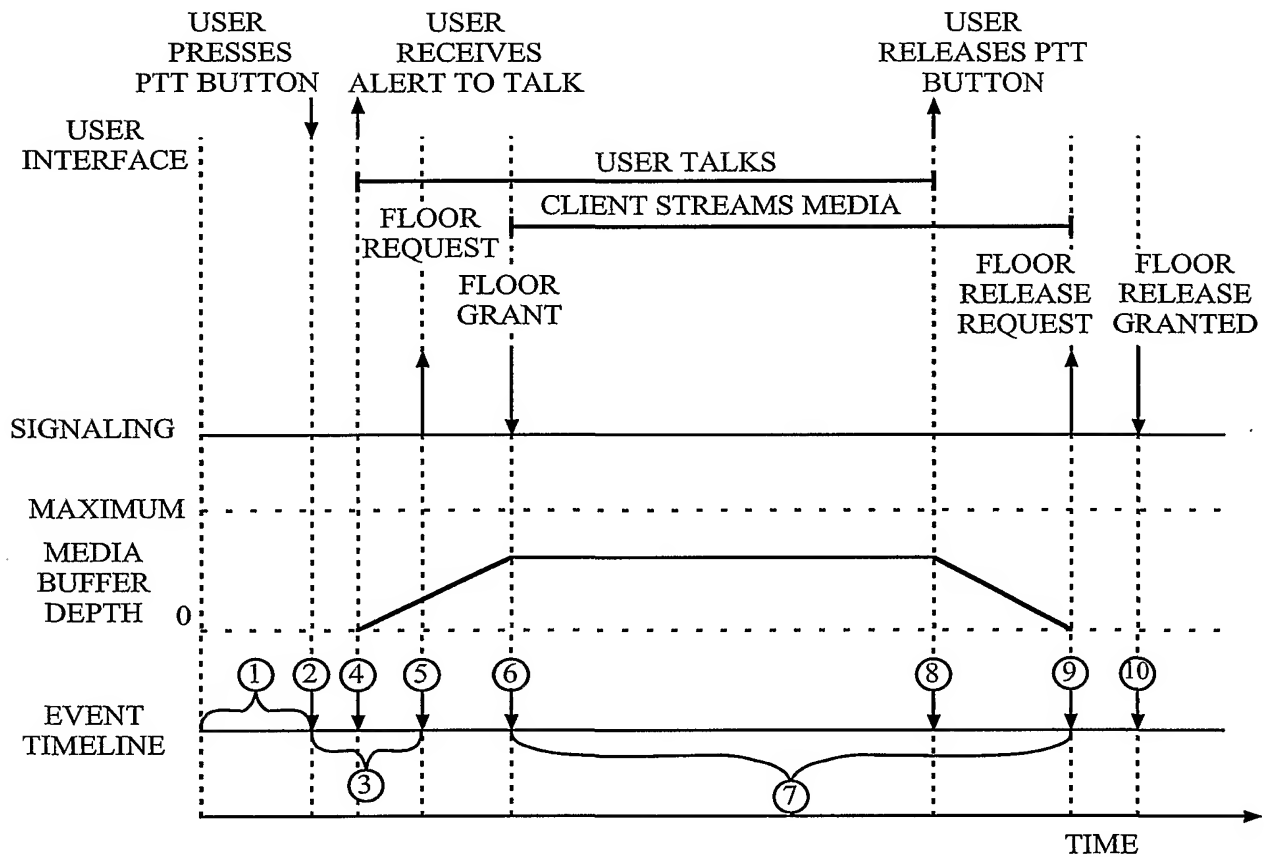 USER
PRESSES
PTT BUTTON
USER
RECEIVES
ALERT TO TALK
USER
RELEASES PTT
BUTTON
USER
INTERFACE
USER TALKS
CLIENT STREAMS MEDIA
FLOOR
REQUEST
FLOOR
GRANT
FLOOR
RELEASE
REQUEST
FLOOR
RELEASE
GRANTED
SIGNALING
MAXIMUM
MEDIA
BUFFER
DEPTH
0
1
2
4
5
6
8
9
10
EVENT
TIMELINE
3
7
TIME